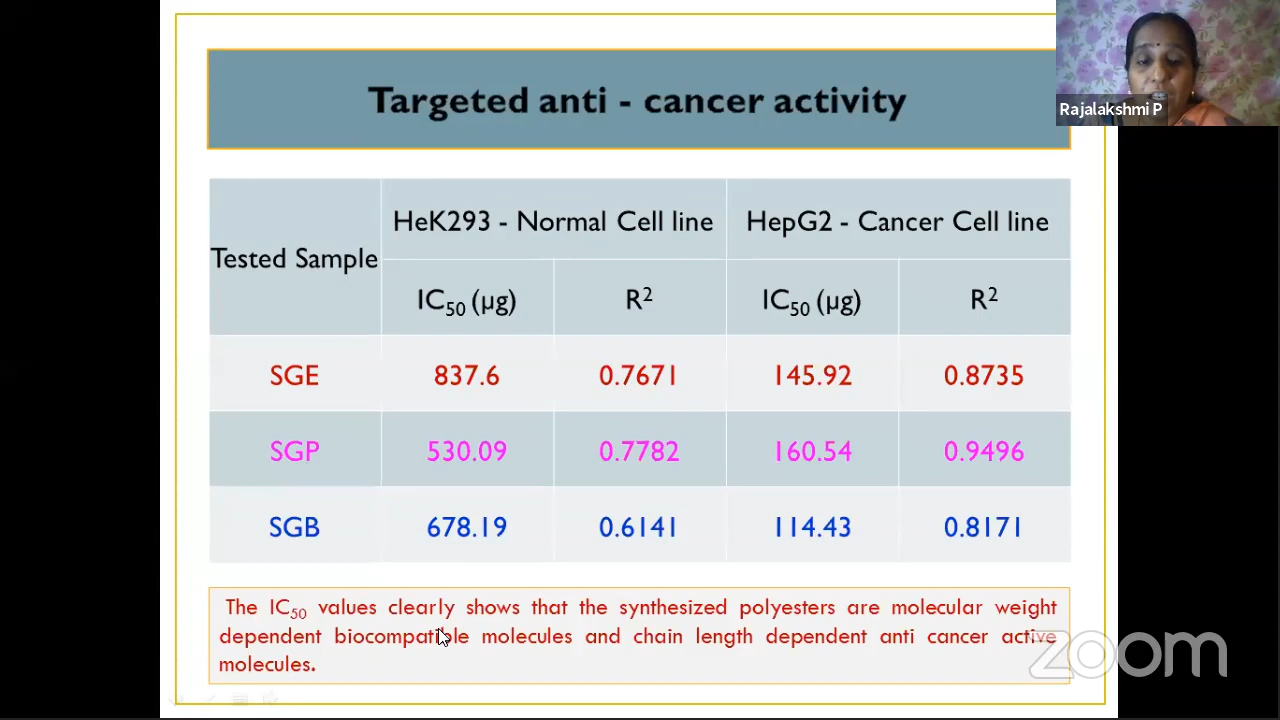 Targeted anti - cancer activity
Rajalakshmi P
Tested Sample
HeK293 - Normal Cell line
HepG2 - Cancer Cell line
IC50 (µg)
R2
IC50 (µg)
R2
SGE 837.6 0.7671 145.92 0.8735
SGP 530.09 0.7782 160.54 0.9496
SGB 678.19 0.6141 114.43 0.8171
The IC50 values clearly shows that the synthesized polyesters are molecular weight
dependent biocompatible molecules and chain length dependent anti cancer active
molecules.
zoom